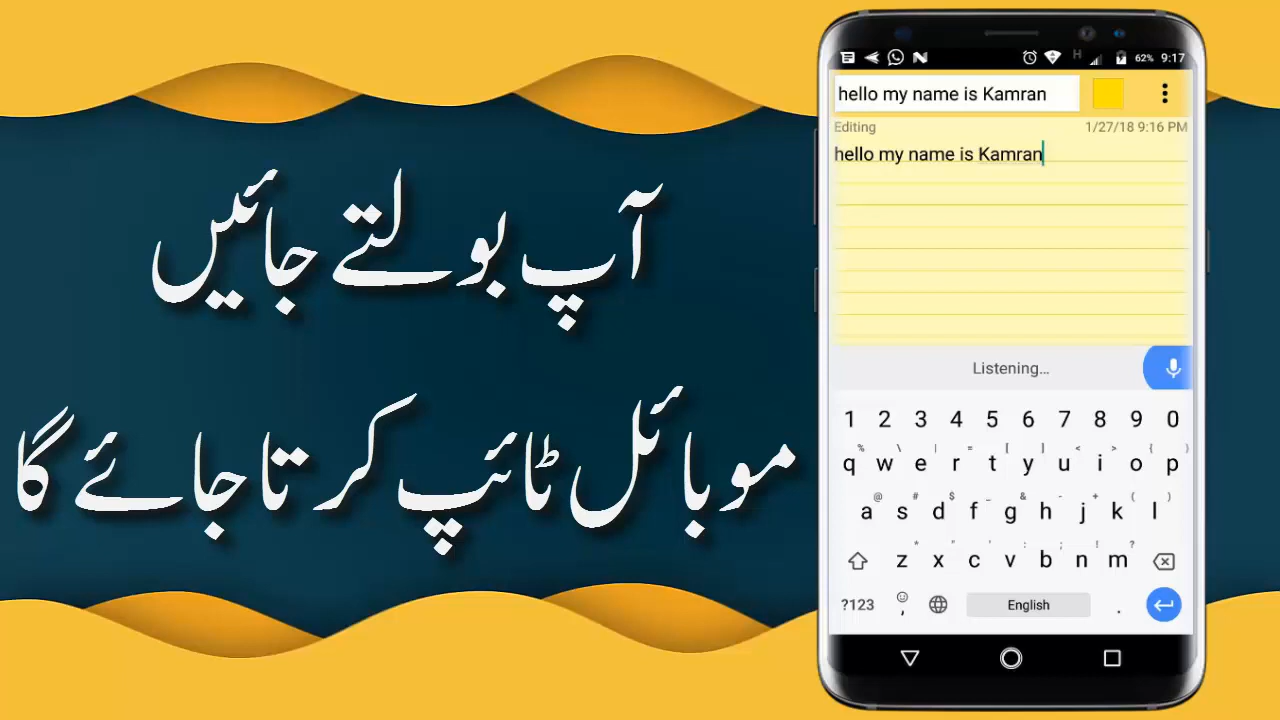 آپ بولتے جائیں
موبائل ٹائپ کرتا جائے گا
H 62% 9:17
hello my name is Kamran
Editing 1/27/18 9:16 PM
hello my name is Kamran
Listening...
1 2 3 4 5 6 7 8 9 0
% \ | = [ ] < > { }
q w e r t y u i o p
@ # $ _ & - + ( )
a s d f g h j k l
* " ' : ; ! ?
z x c v b n m
?123 , English .